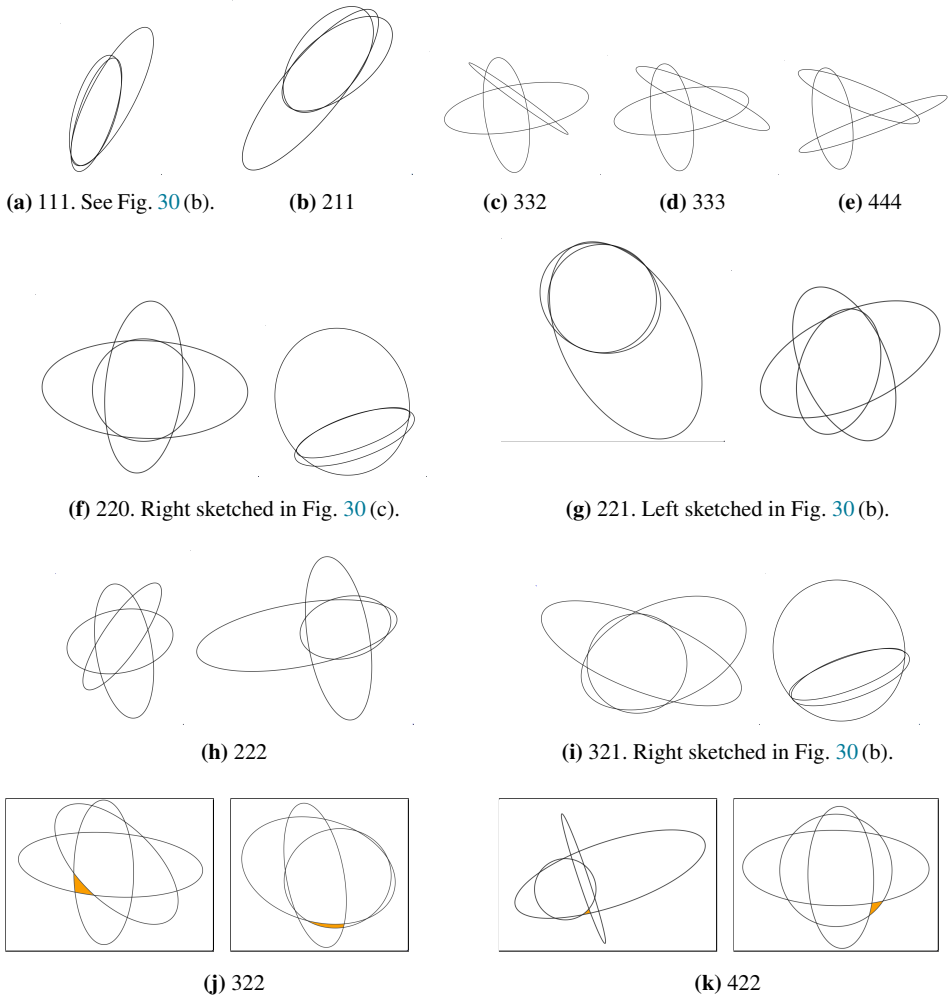 (a) 111. See Fig. 30 (b). (b) 211 (c) 332 (d) 333 (e) 444
(f) 220. Right sketched in Fig. 30 (c). (g) 221. Left sketched in Fig. 30 (b).
(h) 222 (i) 321. Right sketched in Fig. 30 (b).
(j) 322 (k) 422